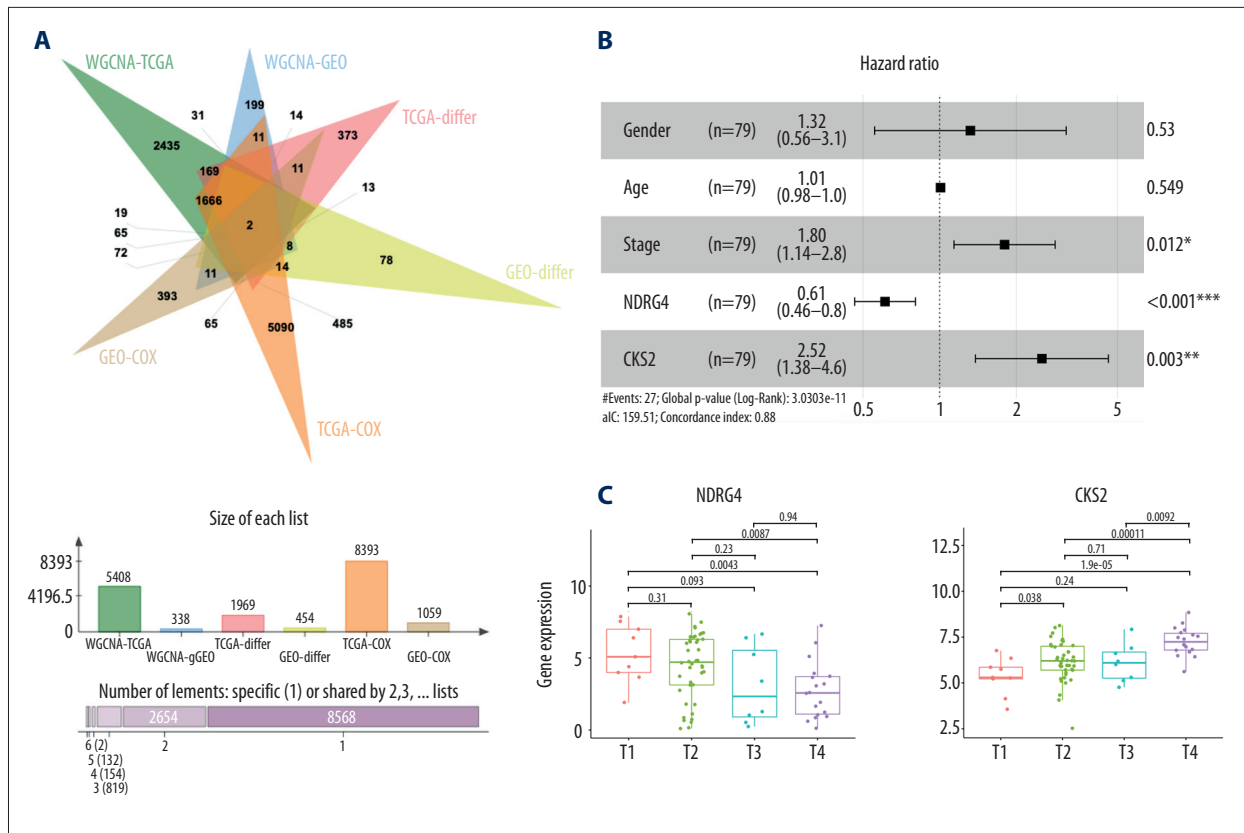 A
WGCNA-TCGA
WGCNA-GEO
TCGA-differ
GEO-differ
TCGA-COX
GEO-COX
31
199
14
373
2435
11
169
11
13
1666
19
2
65
8
72
78
11
14
393
65
5090
485
Size of each list
8393
4196.5
0
5408
338
1969
454
8393
1059
WGCNA-TCGA
WGCNA-gGEO
TCGA-differ
GEO-differ
TCGA-COX
GEO-COX
Number of lements: specific (1) or shared by 2,3, ... lists
2654
8568
6 (2)
5 (132)
4 (154)
3 (819)
2
1
B
Hazard ratio
Gender (n=79) 1.32 (0.56–3.1) 0.53
Age (n=79) 1.01 (0.98–1.0) 0.549
Stage (n=79) 1.80 (1.14–2.8) 0.012*
NDRG4 (n=79) 0.61 (0.46–0.8) <0.001***
CKS2 (n=79) 2.52 (1.38–4.6) 0.003**
#Events: 27; Global p-value (Log-Rank): 3.0303e-11
aIC: 159.51; Concordance index: 0.88
0.5 1 2 5
C
NDRG4
Gene expression
10
5
0
0.94
0.0087
0.23
0.0043
0.093
0.31
T1 T2 T3 T4
CKS2
12.5
10.0
7.5
5.0
2.5
0.0092
0.00011
0.71
1.9e-05
0.24
0.038
T1 T2 T3 T4